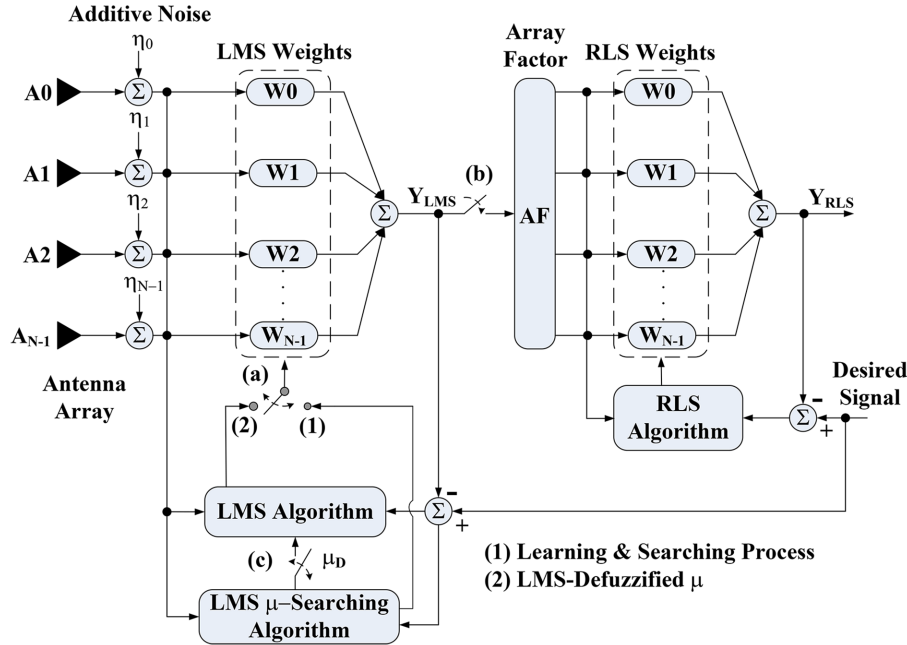 Additive Noise
η0
LMS Weights
Array
Factor
RLS Weights
A0
Σ
W0
W0
η1
A1
Σ
W1
(b)
W1
η2
YLMS
Σ
AF
Σ
YRLS
A2
Σ
W2
W2
ηN−1
AN-1
Σ
WN-1
WN-1
Antenna
Array
(a)
(2)
(1)
RLS
Algorithm
Desired
Signal
-
Σ
+
LMS Algorithm
-
Σ
+
(c)
μD
LMS μ−Searching
Algorithm
(1) Learning & Searching Process
(2) LMS-Defuzzified μ